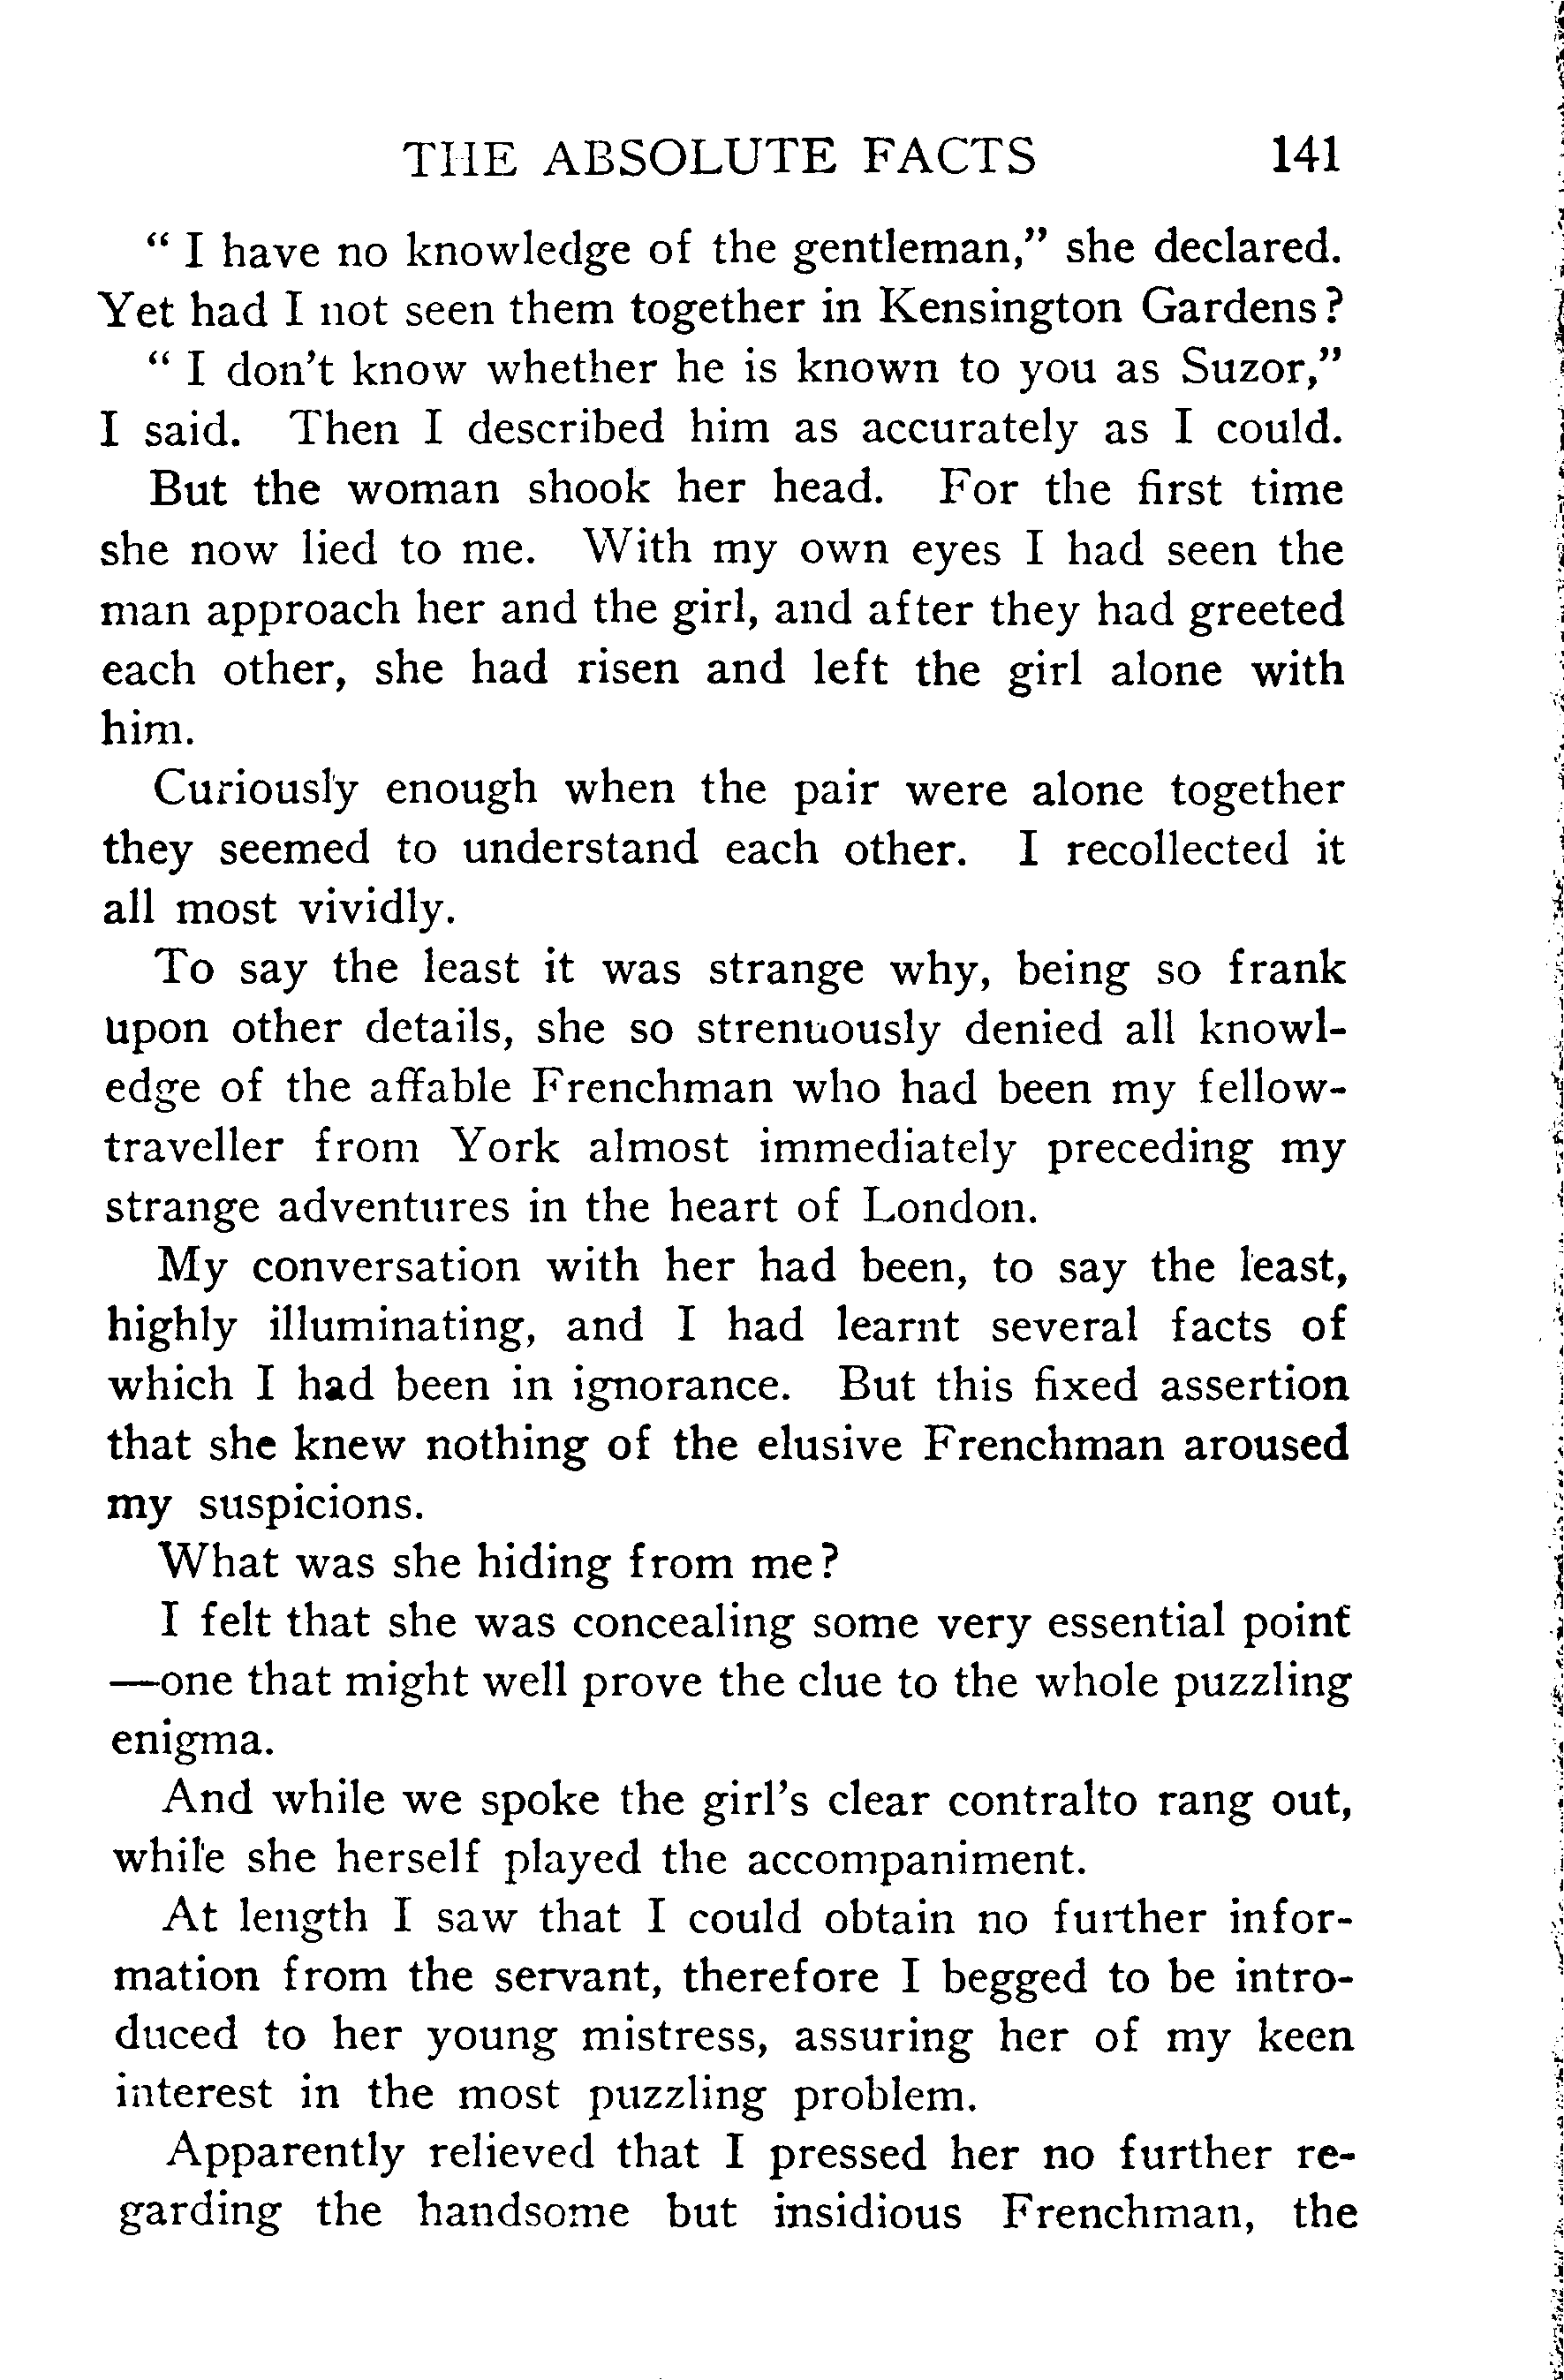 THE ABSOLUTE FACTS 141
“ I have no knowledge of the gentleman,” she declared.
Yet had I not seen them together in Kensington Gardens?
“ I don’t know whether he is known to you as Suzor,”
I said. Then I described him as accurately as I could.
But the woman shook her head. For the first time
she now lied to me. With my own eyes I had seen the
man approach her and the girl, and after they had greeted
each other, she had risen and left the girl alone with
him.
Curiously enough when the pair were alone together
they seemed to understand each other. I recollected it
all most vividly.
To say the least it was strange why, being so frank
upon other details, she so strenuously denied all knowl-
edge of the affable Frenchman who had been my fellow-
traveller from York almost immediately preceding my
strange adventures in the heart of London.
My conversation with her had been, to say the least,
highly illuminating, and I had learnt several facts of
which I had been in ignorance. But this fixed assertion
that she knew nothing of the elusive Frenchman aroused
my suspicions.
What was she hiding from me?
I felt that she was concealing some very essential point
—one that might well prove the clue to the whole puzzling
enigma.
And while we spoke the girl’s clear contralto rang out,
while she herself played the accompaniment.
At length I saw that I could obtain no further infor-
mation from the servant, therefore I begged to be intro-
duced to her young mistress, assuring her of my keen
interest in the most puzzling problem.
Apparently relieved that I pressed her no further re-
garding the handsome but insidious Frenchman, the